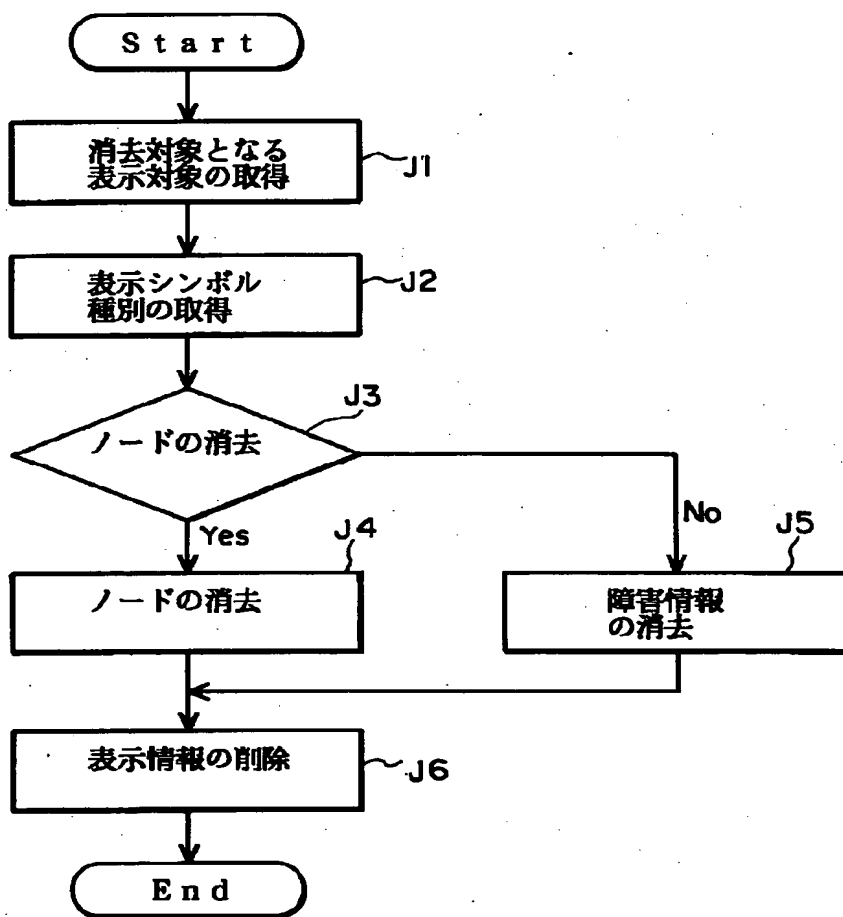 Start
消去対象となる
表示対象の取得
J1
表示シンボル
種別の取得
J2
J3
ノードの消去
Yes
No
J4
ノードの消去
J5
障害情報
の消去
表示情報の削除
J6
End